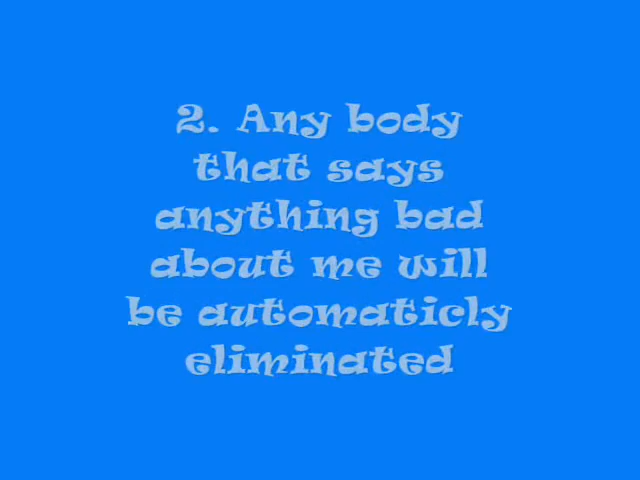 2. Any body
that says
anything bad
about me will
be automaticly
eliminated